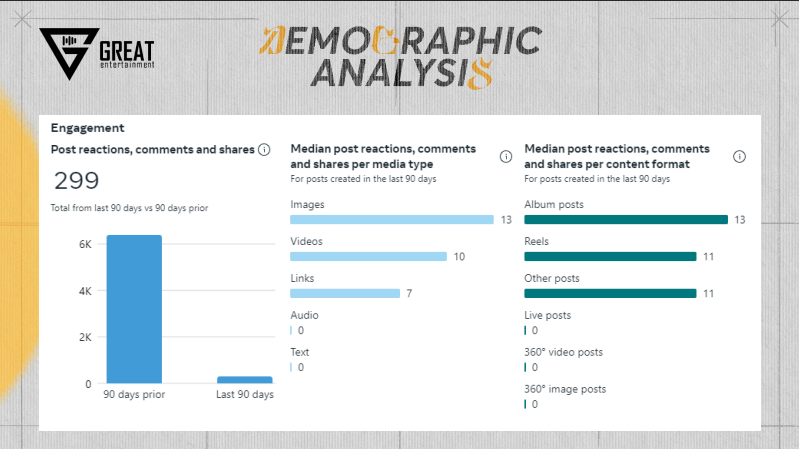 GREAT
entertainment
DEMOGRAPHIC
ANALYSIS
Engagement
Post reactions, comments and shares
299
Total from last 90 days vs 90 days prior
6K
4K
2K
0
90 days prior
Last 90 days
Median post reactions, comments
and shares per media type
For posts created in the last 90 days
Images
13
Videos
10
Links
7
Audio
0
Text
0
Median post reactions, comments
and shares per content format
For posts created in the last 90 days
Album posts
13
Reels
11
Other posts
11
Live posts
0
360° video posts
0
360° image posts
0